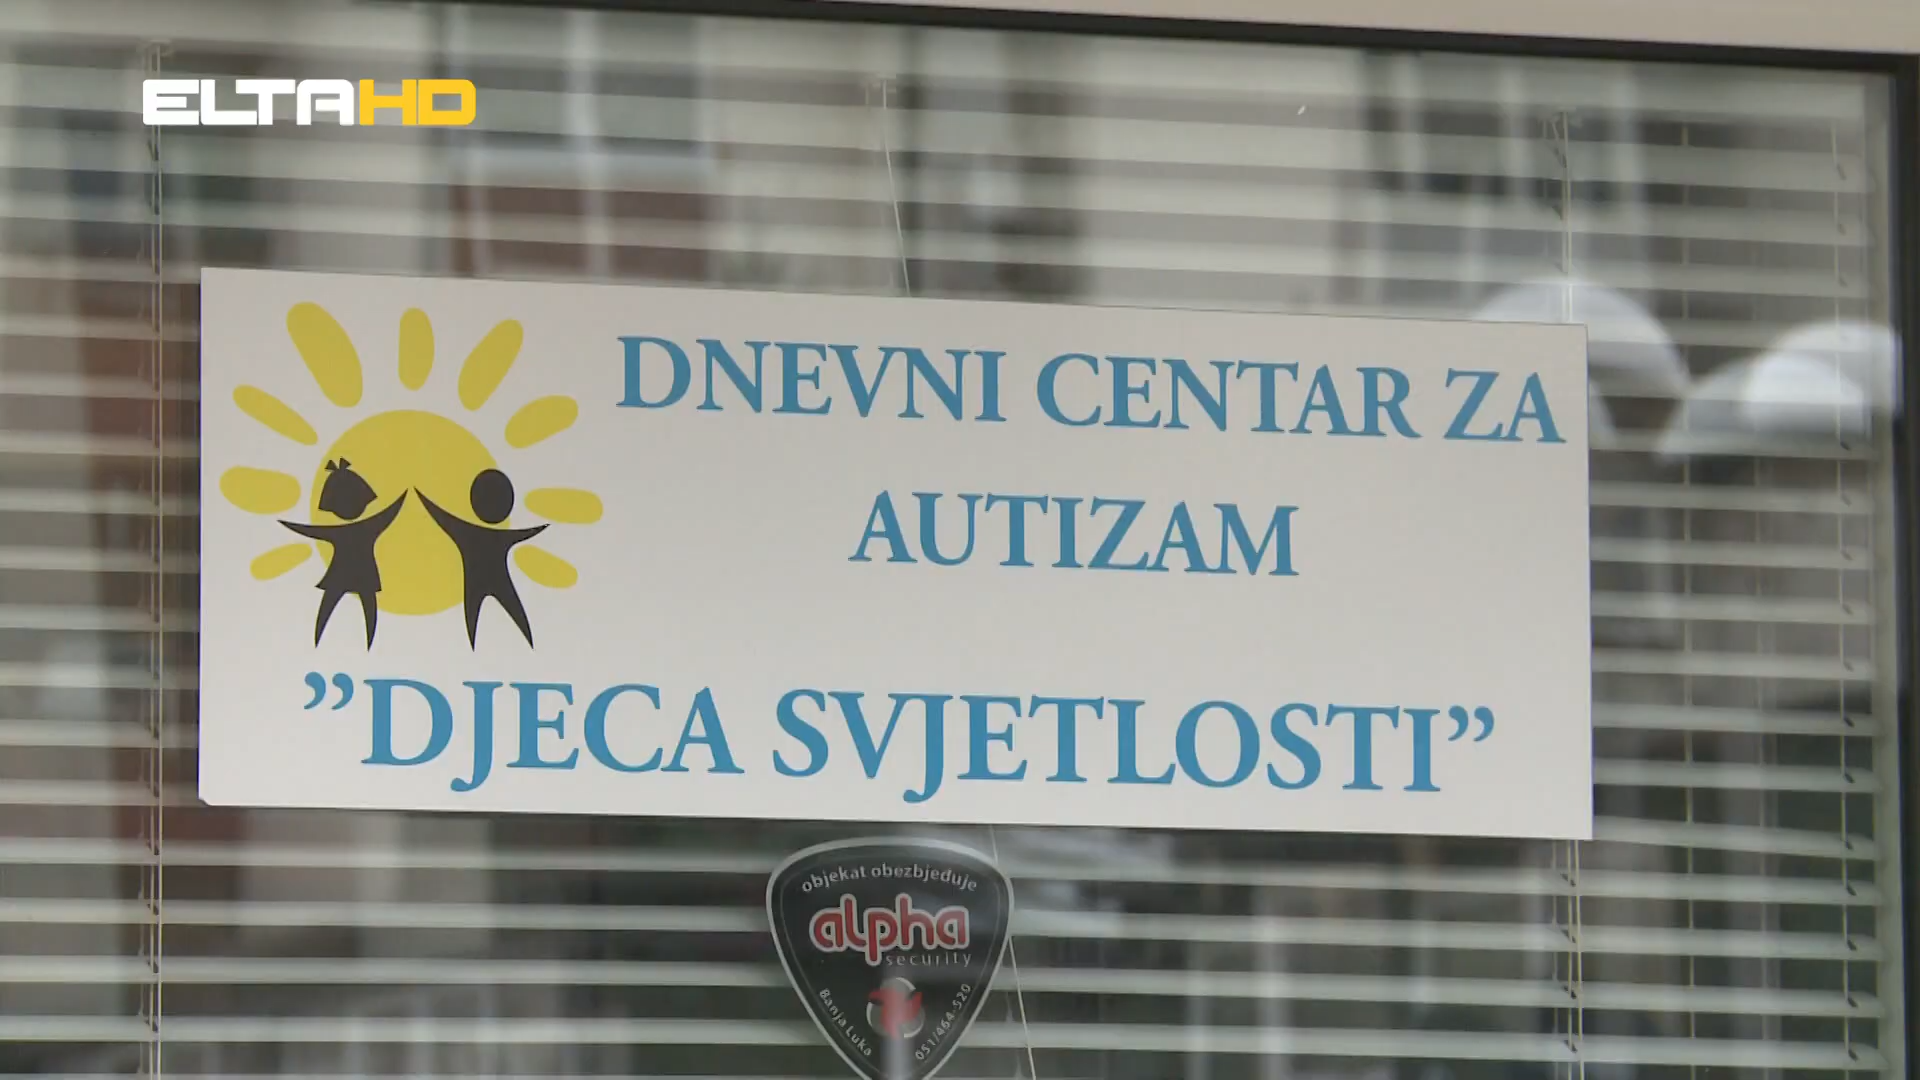 ELTAHD
DNEVNI CENTAR ZA
AUTIZAM
”DJECA SVJETLOSTI”
objekat obezbjeđuje
alpha
security
Banja Luka
051/464-520